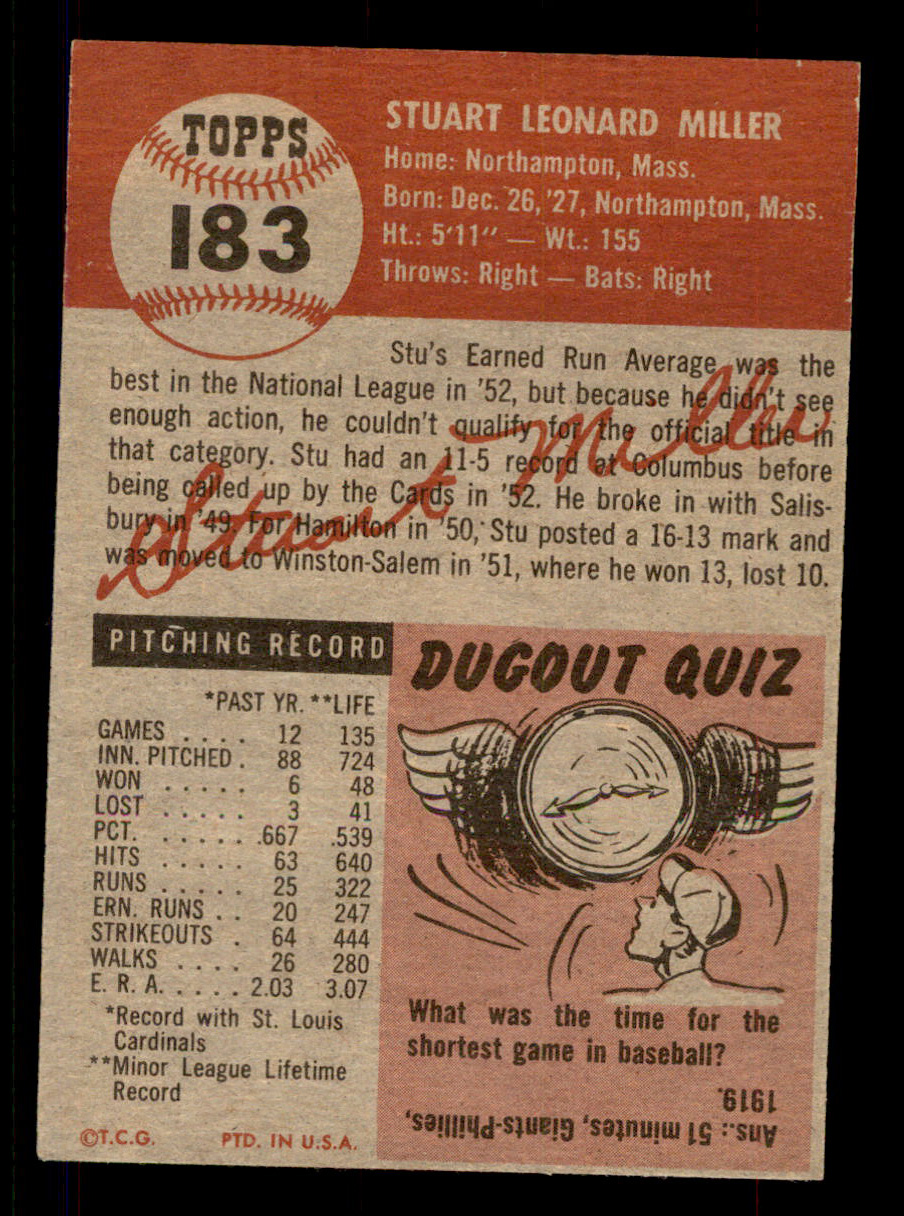 TOPPS
183
STUART LEONARD MILLER
Home: Northampton, Mass.
Born: Dec. 26, '27, Northampton, Mass.
Ht.: 5'11" — Wt.: 155
Throws: Right — Bats: Right
Stu's Earned Run Average was the
best in the National League in '52, but because he didn't see
enough action, he couldn't qualify for the official title in
that category. Stu had an 11-5 record at Columbus before
being called up by the Cards in '52. He broke in with Salis-
bury in '49. For Hamilton in '50, Stu posted a 16-13 mark and
was moved to Winston-Salem in '51, where he won 13, lost 10.
Stuart Miller
PITCHING RECORD
*PAST YR. **LIFE
GAMES . . . . 12 135
INN. PITCHED . 88 724
WON . . . . . 6 48
LOST . . . . . 3 41
PCT. . . . . . .667 .539
HITS . . . . . 63 640
RUNS . . . . . 25 322
ERN. RUNS . . 20 247
STRIKEOUTS . 64 444
WALKS . . . . 26 280
E. R. A. . . . . 2.03 3.07
*Record with St. Louis
Cardinals
**Minor League Lifetime
Record
©T.C.G. PTD. IN U.S.A.
DUGOUT QUIZ
What was the time for the
shortest game in baseball?
Ans.: 51 minutes, Giants-Phillies,
1919.